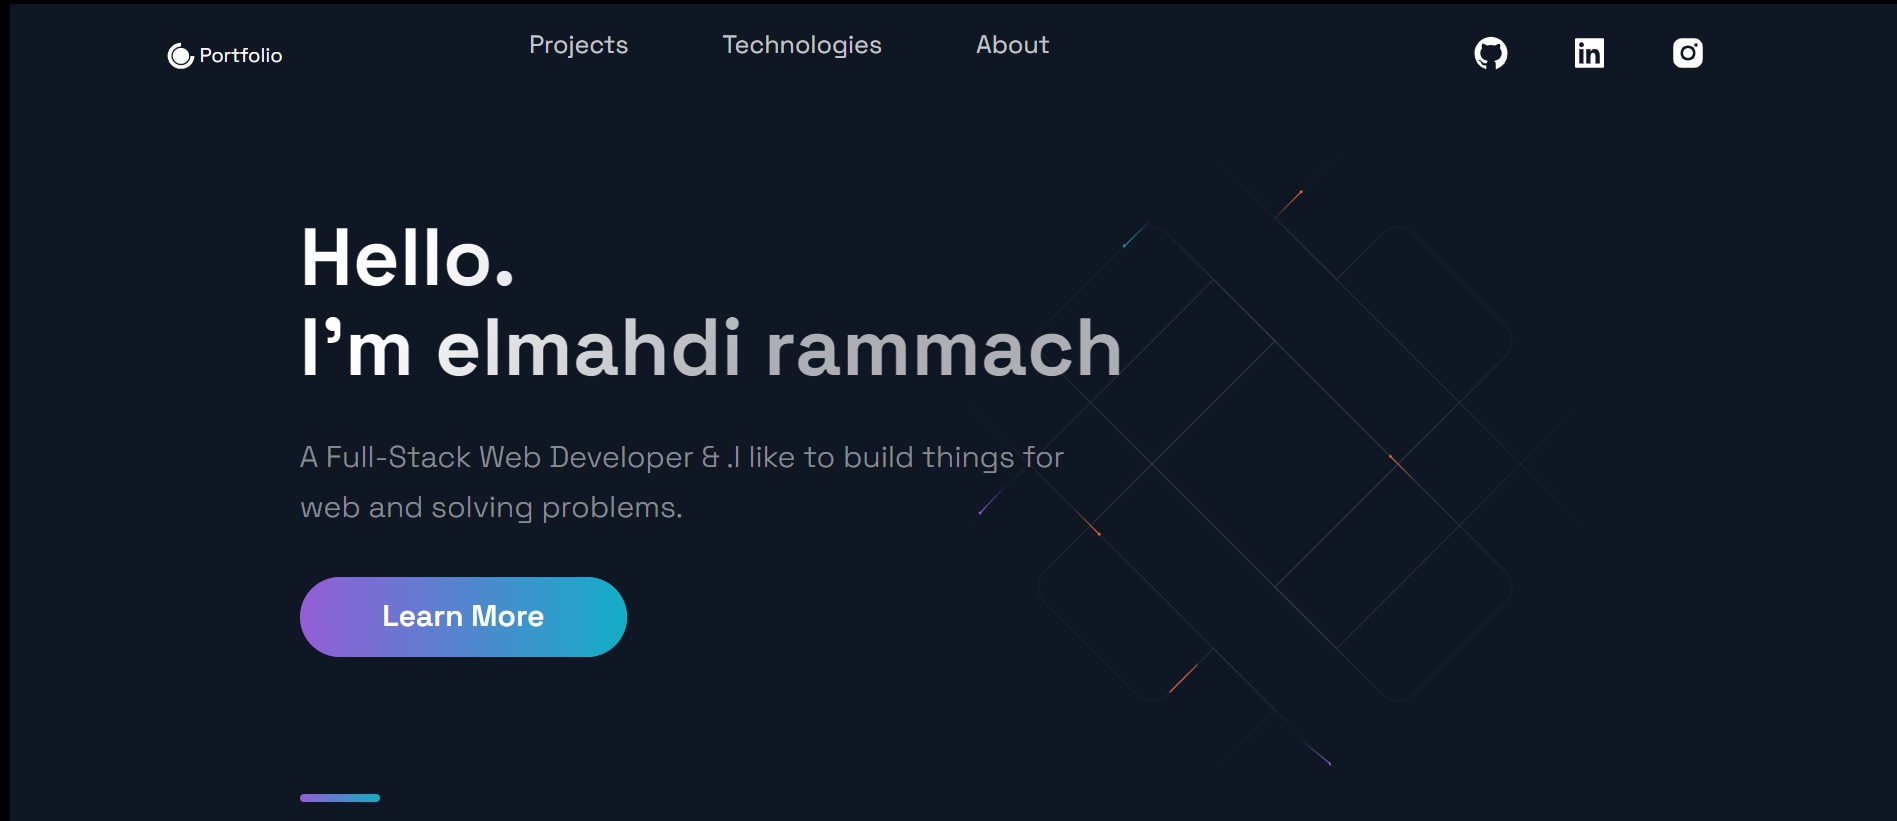 Portfolio
Projects
Technologies
About
Hello.
I'm elmahdi rammach
A Full-Stack Web Developer & .I like to build things for
web and solving problems.
Learn More